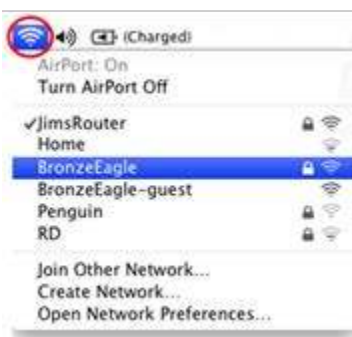 (Charged)
AirPort: On
Turn AirPort Off
✓JimsRouter
Home
BronzeEagle
BronzeEagle-guest
Penguin
RD
Join Other Network...
Create Network...
Open Network Preferences...